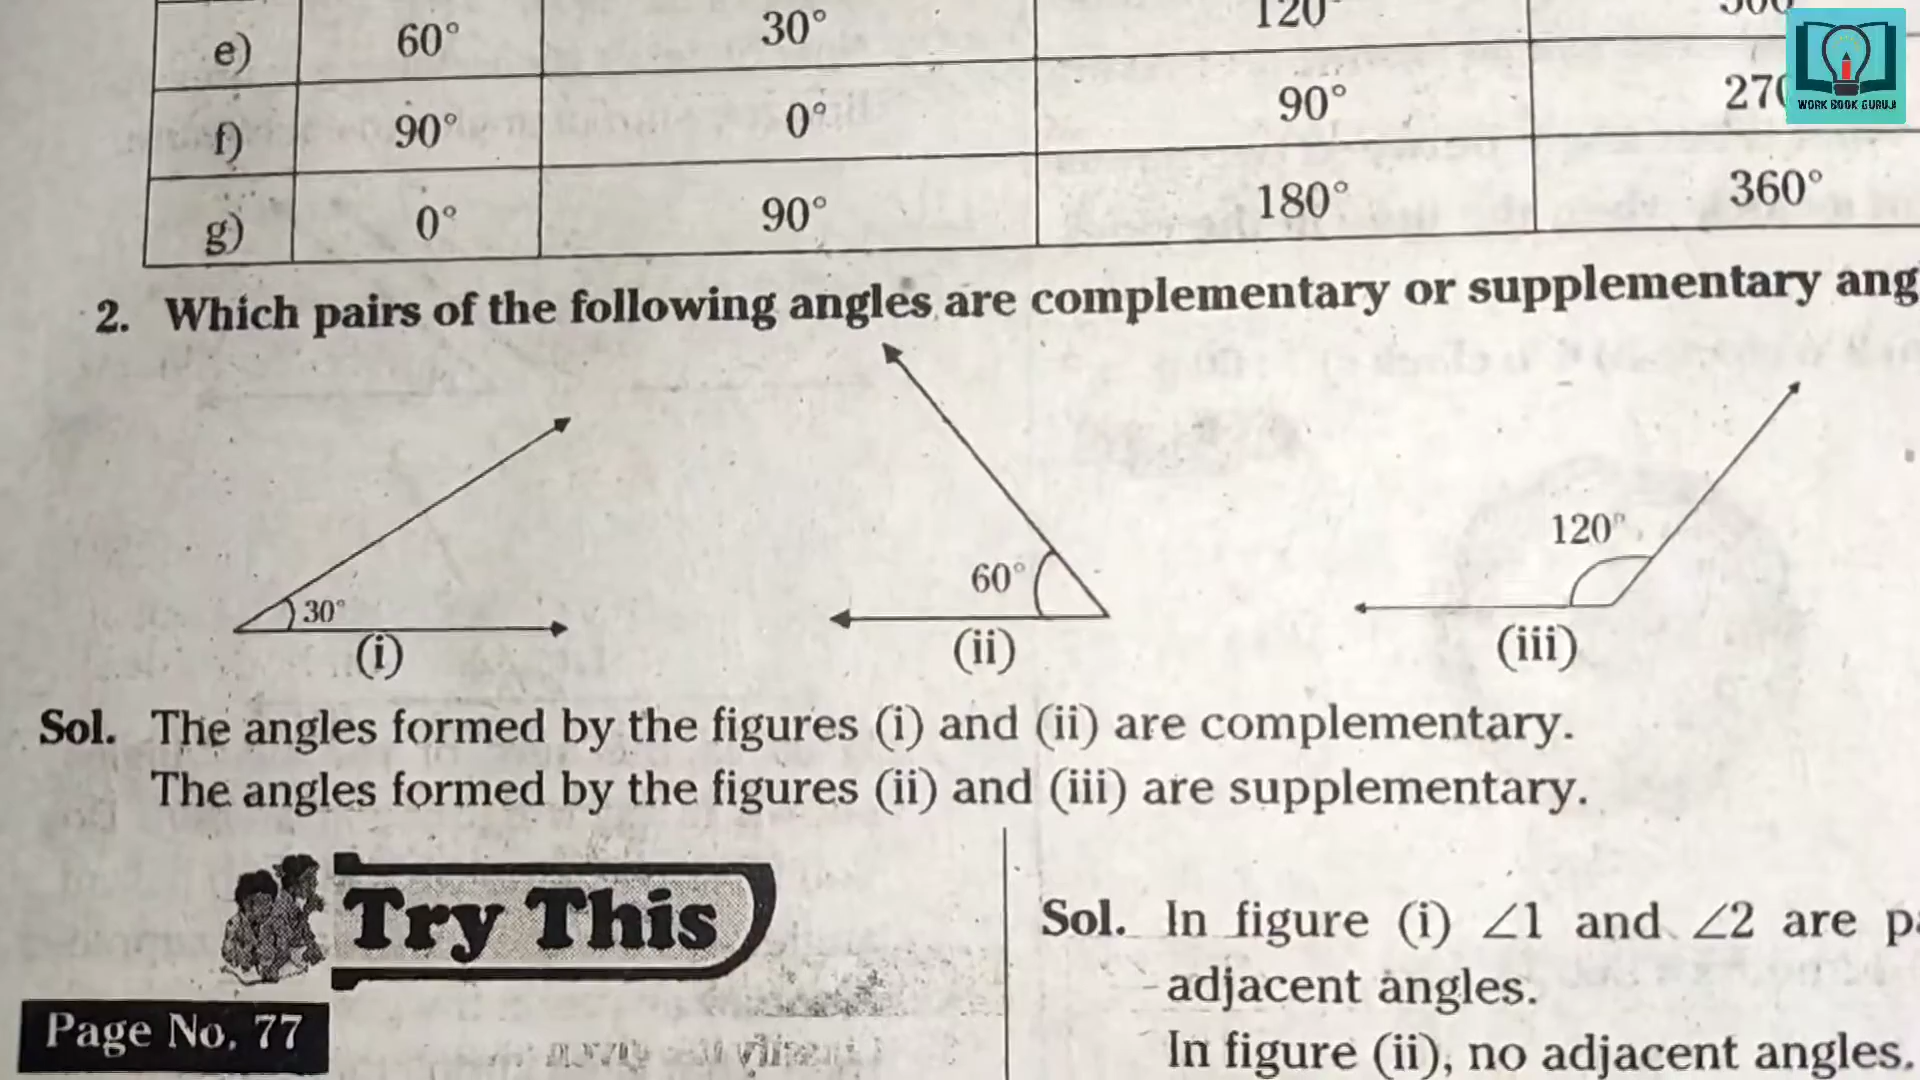 e) 60° 30° 120°
f) 90° 0° 90°
g) 0° 90° 180° 360°
WORK BOOK GURUJI
2. Which pairs of the following angles are complementary or supplementary
30° 60° 120°
(i) (ii) (iii)
Sol. The angles formed by the figures (i) and (ii) are complementary.
The angles formed by the figures (ii) and (iii) are supplementary.
Try This
Page No. 77
Sol. In figure (i) ∠1 and ∠2 are
adjacent angles.
In figure (ii), no adjacent angles.